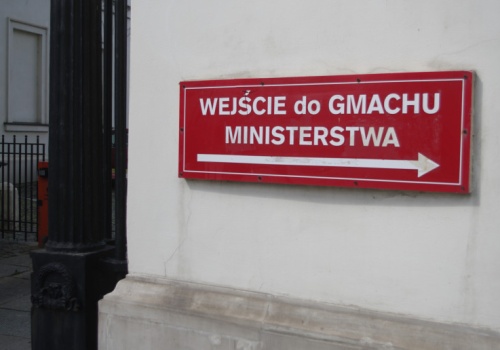 WEJŚCIE do GMACHU
MINISTERSTWA